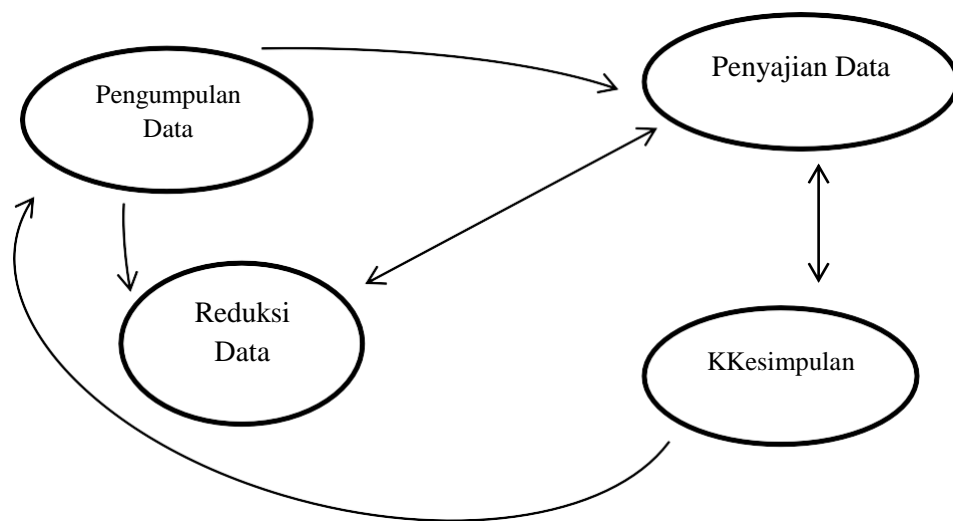 Pengumpulan
Data
Penyajian Data
Reduksi
Data
KKesimpulan